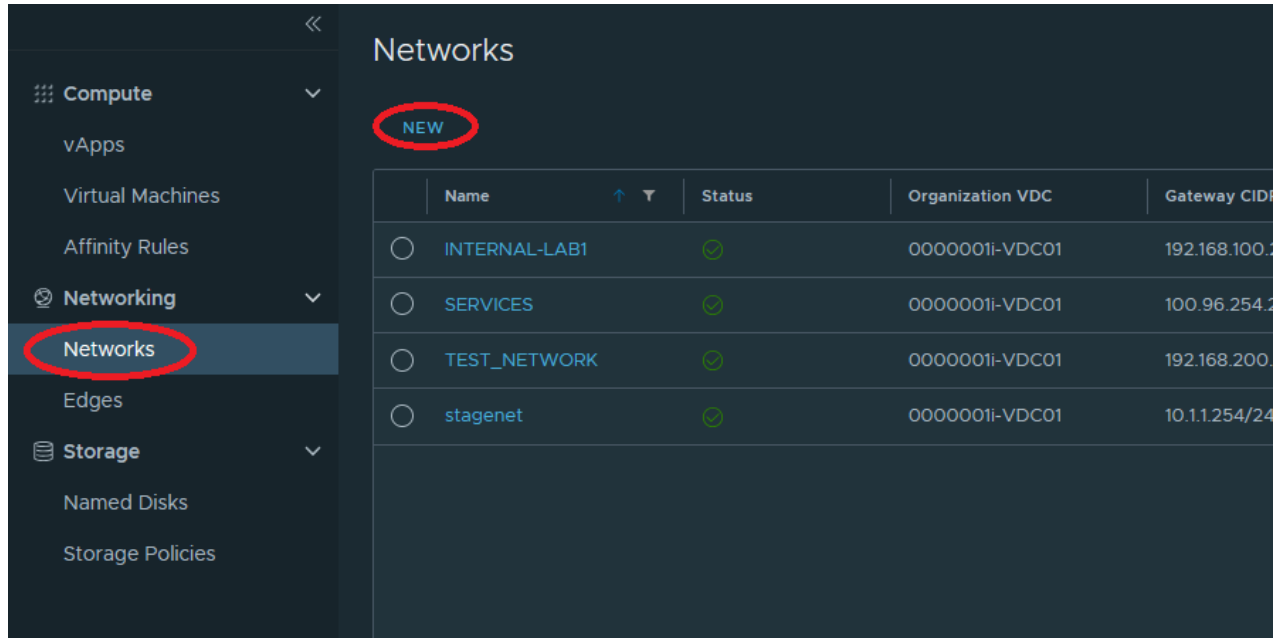 Networks
Compute
NEW
vApps
Virtual Machines
Name Status Organization VDC Gateway
Affinity Rules
INTERNAL-LAB1 0000001i-VDC01
Networking
SERVICES 0000001i-VDC01
Networks
TEST_NETWORK 0000001i-VDC01
Edges
stagenet 0000001i-VDC01 10.1.1.254/24
Storage
Named Disks
Storage Policies